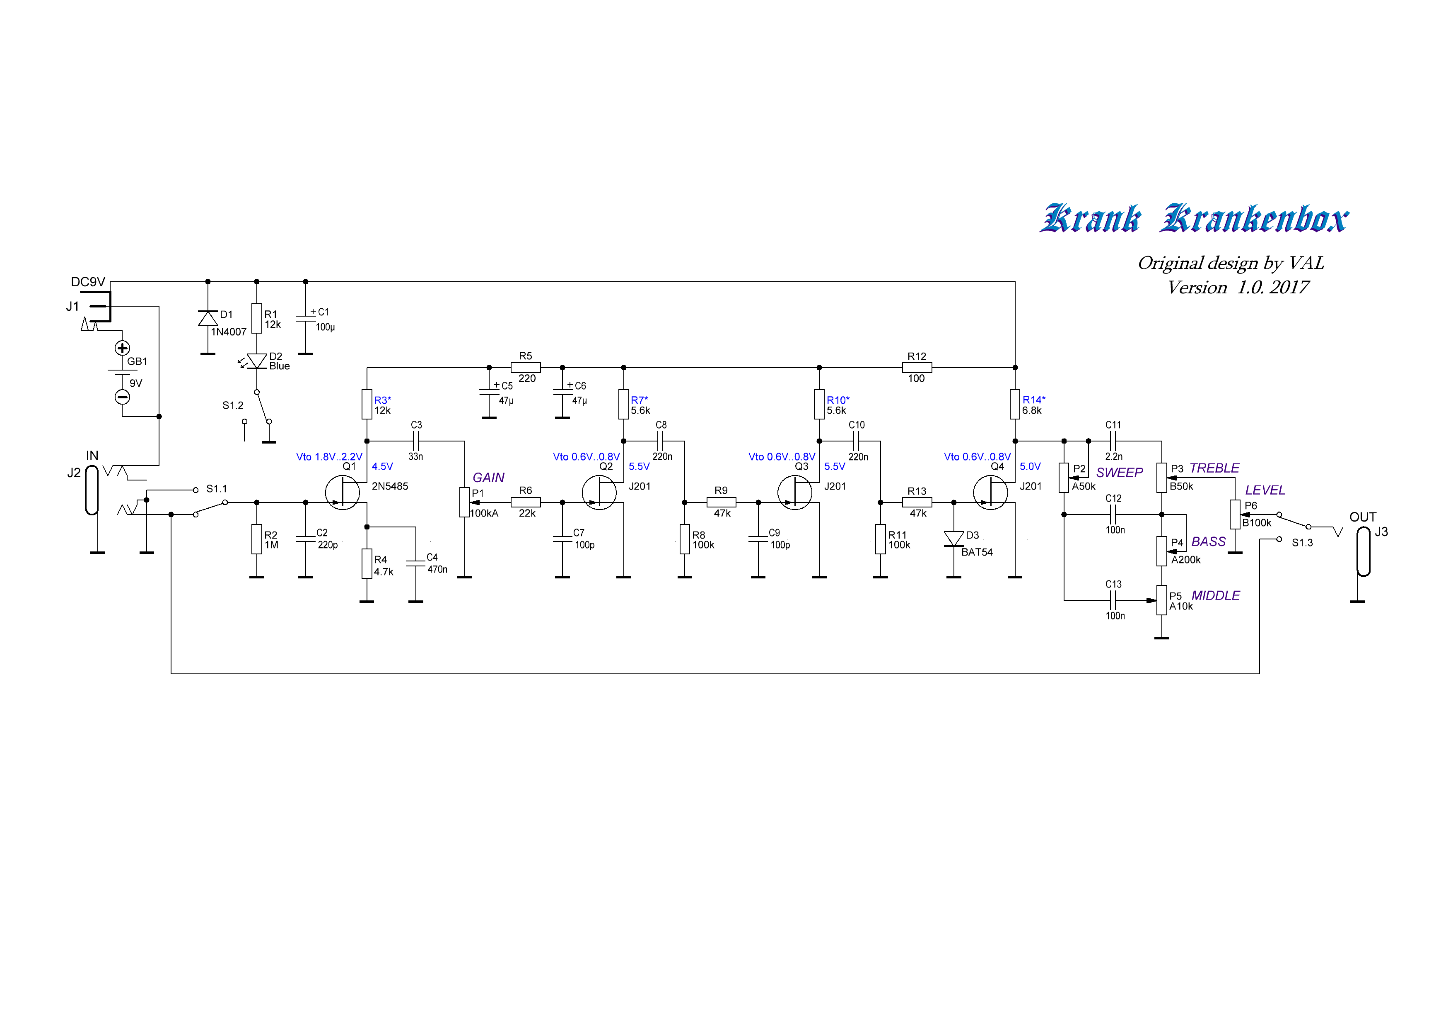 Krank Krankenbox
Original design by VAL
Version 1.0. 2017
DC9V
J1
GB1
9V
D1
1N4007
R1
12k
C1
100µ
D2
Blue
S1.2
R5
220
R12
100
C5
47µ
C6
47µ
R3*
12k
R7*
5.6k
R10*
5.6k
R14*
6.8k
C3
33n
C8
220n
C10
220n
C11
2.2n
IN
J2
S1.1
Vto 1.8V..2.2V
Q1
4.5V
2N5485
GAIN
P1
100kA
R6
22k
Vto 0.6V..0.8V
Q2
5.5V
J201
R9
47k
Vto 0.6V..0.8V
Q3
5.5V
J201
R13
47k
Vto 0.6V..0.8V
Q4
5.0V
J201
P2
A50k
SWEEP
P3
B50k
TREBLE
LEVEL
P6
B100k
OUT
J3
S1.3
R2
1M
C2
220p
R4
4.7k
C4
470n
C7
100p
R8
100k
C9
100p
R11
100k
D3
BAT54
C12
100n
P4
A200k
BASS
C13
100n
P5
A10k
MIDDLE